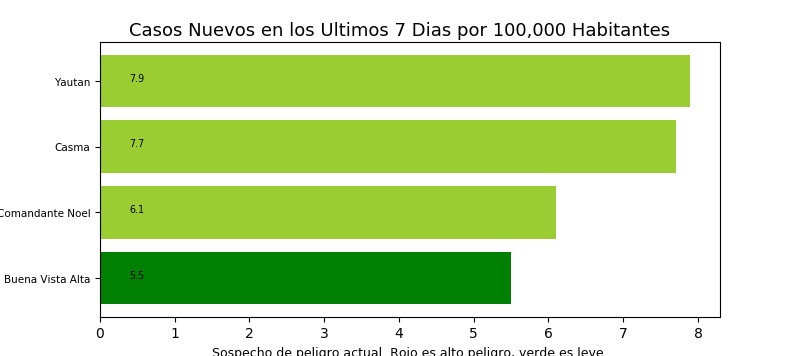 Casos Nuevos en los Ultimos 7 Dias por 100,000 Habitantes
Yautan 7.9
Casma 7.7
Comandante Noel 6.1
Buena Vista Alta 5.5
0 1 2 3 4 5 6 7 8
Sospecho de peligro actual. Rojo es alto peligro, verde es leve